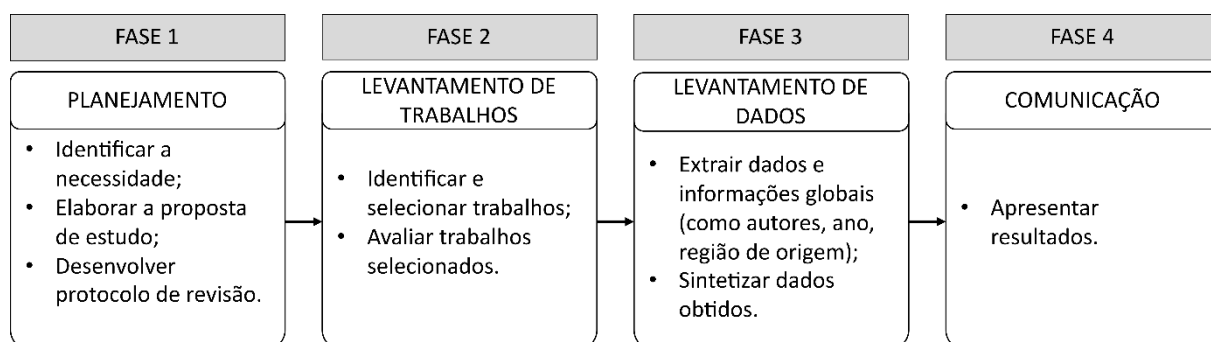 FASE 1
PLANEJAMENTO
• Identificar a
necessidade;
• Elaborar a proposta
de estudo;
• Desenvolver
protocolo de revisão.
FASE 2
LEVANTAMENTO DE
TRABALHOS
• Identificar e
selecionar trabalhos;
• Avaliar trabalhos
selecionados.
FASE 3
LEVANTAMENTO DE
DADOS
• Extrair dados e
informações globais
(como autores, ano,
região de origem);
• Sintetizar dados
obtidos.
FASE 4
COMUNICAÇÃO
• Apresentar
resultados.